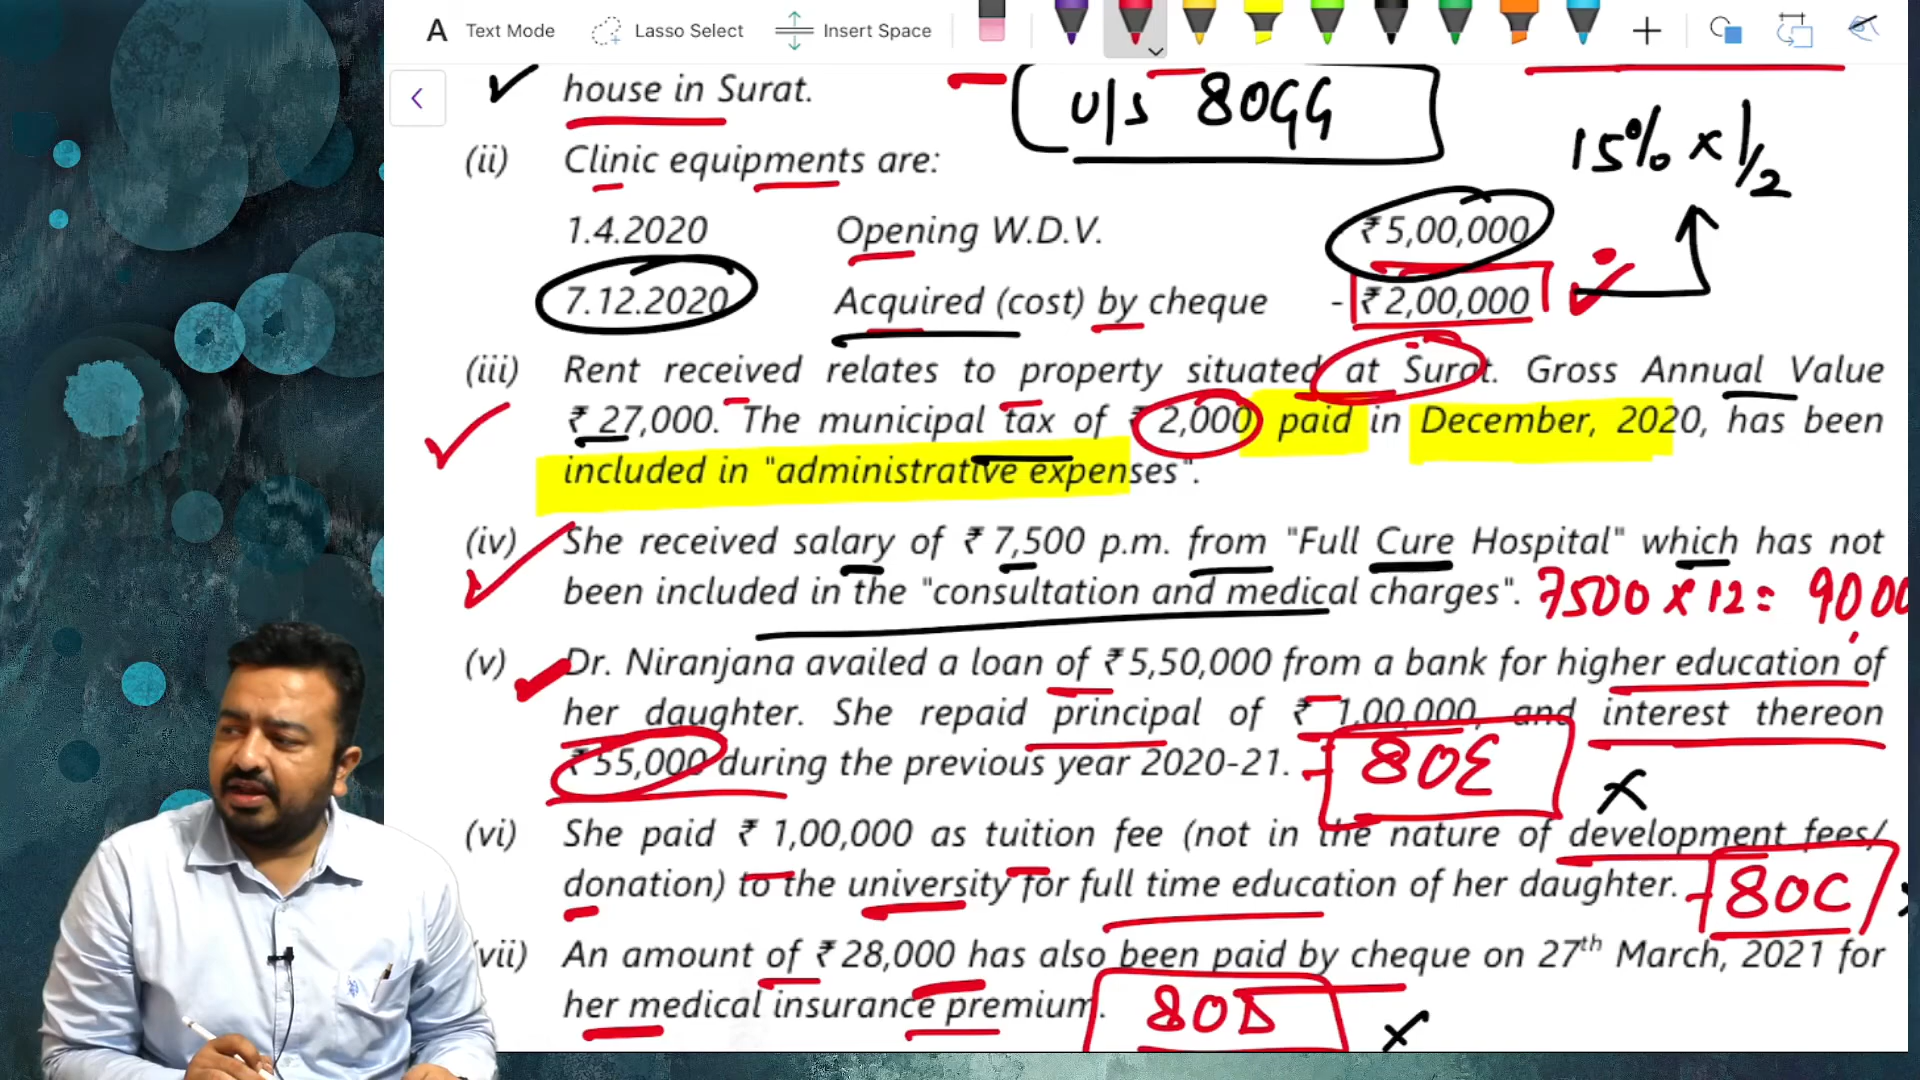 A Text Mode Lasso Select Insert Space
house in Surat. u/s 80GG
15% x 1/2
(ii) Clinic equipments are:
1.4.2020 Opening W.D.V. ₹ 5,00,000
7.12.2020 Acquired (cost) by cheque - ₹ 2,00,000
(iii) Rent received relates to property situated at Surat. Gross Annual Value
₹ 27,000. The municipal tax of ₹ 2,000 paid in December, 2020, has been
included in "administrative expenses".
(iv) She received salary of ₹ 7,500 p.m. from "Full Cure Hospital" which has not
been included in the "consultation and medical charges". 7500 x 12 = 9000
(v) Dr. Niranjana availed a loan of ₹ 5,50,000 from a bank for higher education of
her daughter. She repaid principal of ₹ 1,00,000, and interest thereon
₹ 55,000 during the previous year 2020-21. - 80E x
(vi) She paid ₹ 1,00,000 as tuition fee (not in the nature of development fees/
donation) to the university for full time education of her daughter. - 80C
(vii) An amount of ₹ 28,000 has also been paid by cheque on 27th March, 2021 for
her medical insurance premium. 80D x